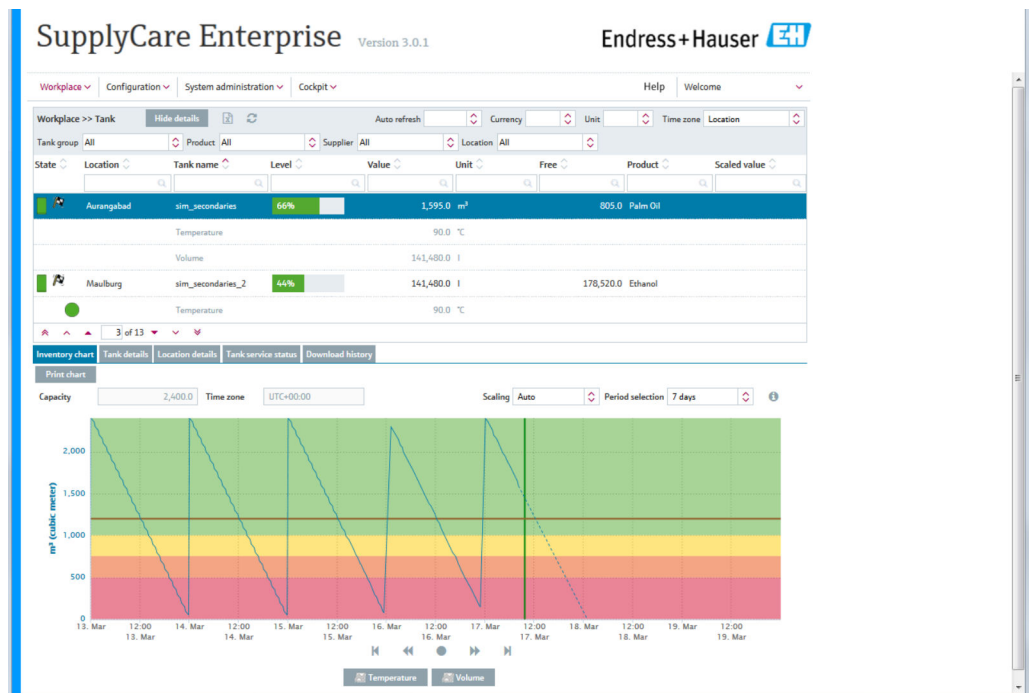 SupplyCare Enterprise Version 3.0.1 Endress+Hauser EH
Workplace Configuration System administration Cockpit Help Welcome
Workplace >> Tank Hide details Auto refresh Currency Unit Time zone Location
Tank group All Product All Supplier All Location All
State Location Tank name Level Value Unit Free Product Scaled value
Aurangabad sim_secondaries 66% 1,595.0 m³ 805.0 Palm Oil
Temperature 90.0 °C
Volume 141,480.0 l
Maulburg sim_secondaries_2 44% 141,480.0 l 178,520.0 Ethanol
Temperature 90.0 °C
3 of 13
Inventory chart Tank details Location details Tank service status Download history
Print chart
Capacity 2,400.0 Time zone UTC+00:00 Scaling Auto Period selection 7 days
m³ (cubic meter)
2,000
1,500
1,000
500
0
13. Mar 12:00 14. Mar 12:00 15. Mar 12:00 16. Mar 12:00 17. Mar 12:00 18. Mar 12:00 19. Mar 12:00
13. Mar 14. Mar 15. Mar 16. Mar 17. Mar 18. Mar 19. Mar
Temperature Volume